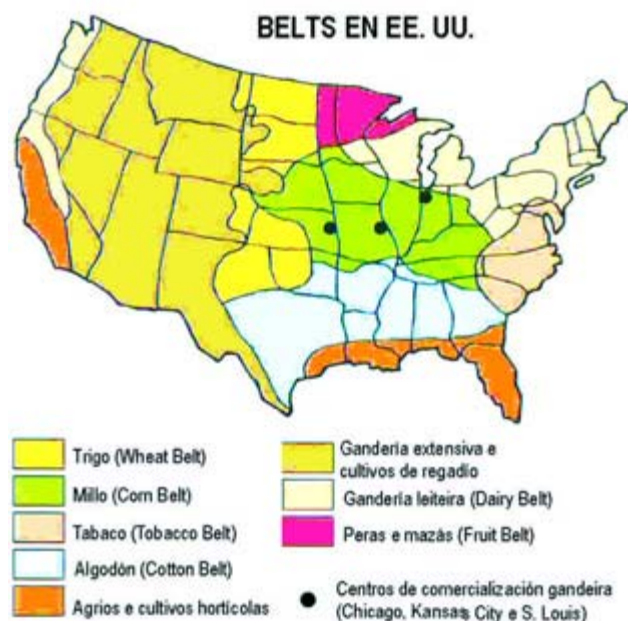 BELTS EN EE. UU.
Trigo (Wheat Belt)
Millo (Corn Belt)
Tabaco (Tobacco Belt)
Algodón (Cotton Belt)
Agrios e cultivos hortícolas
Gandería extensiva e
cultivos de regadío
Gandería leiteira (Dairy Belt)
Peras e mazás (Fruit Belt)
Centros de comercialización gandeira
(Chicago, Kansas City e S. Louis)